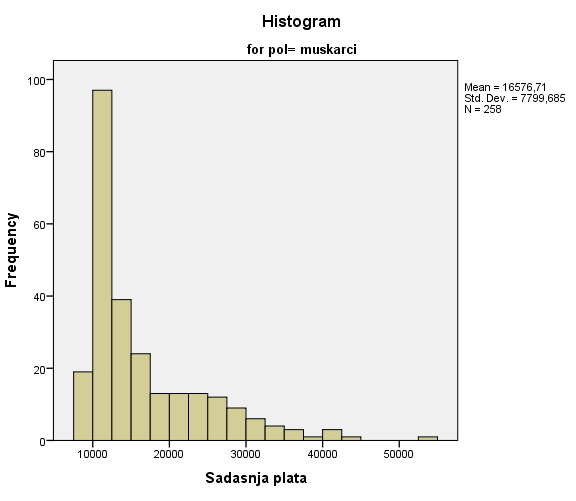 Histogram
for pol= muskarci
Mean = 16576,71
Std. Dev. = 7799,685
N = 258
Frequency
100
80
60
40
20
0
10000 20000 30000 40000 50000
Sadasnja plata